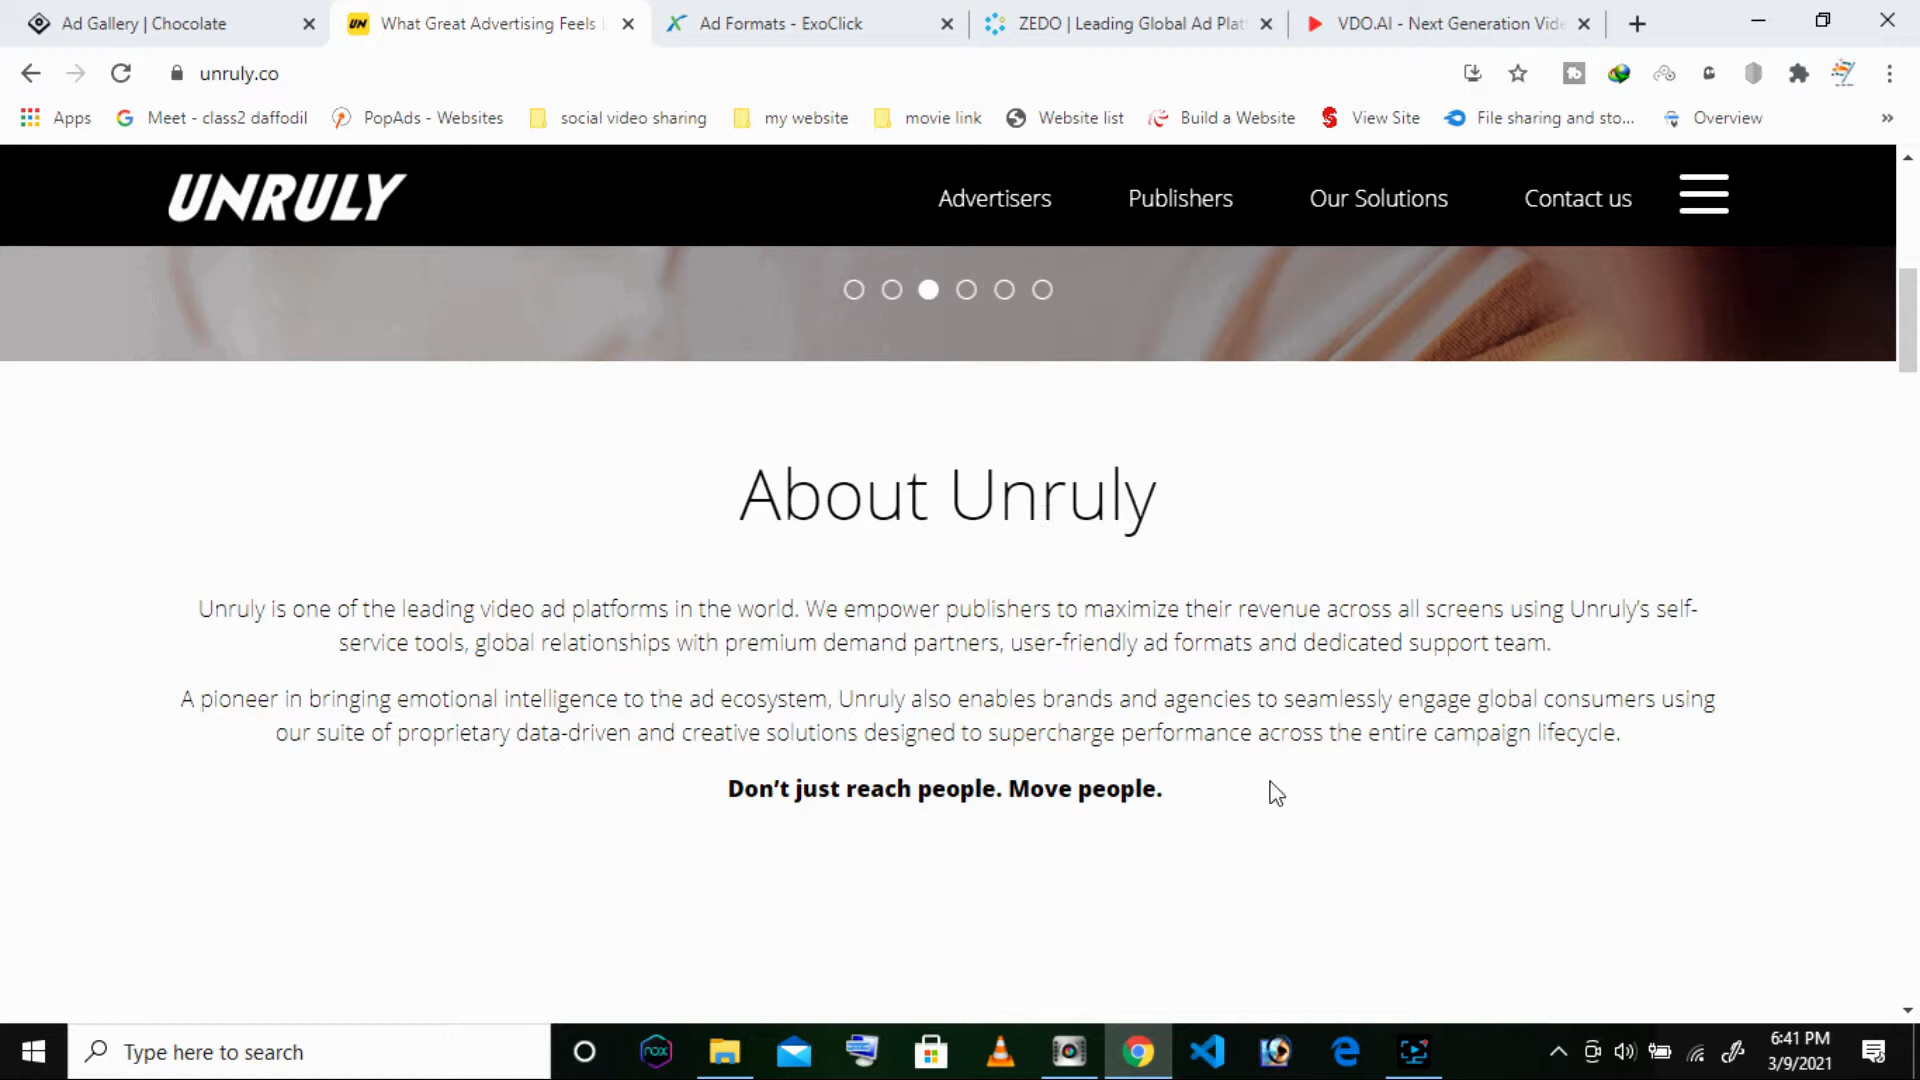 Ad Gallery | Chocolate
UN What Great Advertising Feels
Ad Formats - ExoClick
ZEDO | Leading Global Ad Plat
VDO.AI - Next Generation Vide
unruly.co
Apps
Meet - class2 daffodil
PopAds - Websites
social video sharing
my website
movie link
Website list
Build a Website
View Site
File sharing and sto...
Overview
»
UNRULY
Advertisers
Publishers
Our Solutions
Contact us
About Unruly
Unruly is one of the leading video ad platforms in the world. We empower publishers to maximize their revenue across all screens using Unruly’s self-
service tools, global relationships with premium demand partners, user-friendly ad formats and dedicated support team.
A pioneer in bringing emotional intelligence to the ad ecosystem, Unruly also enables brands and agencies to seamlessly engage global consumers using
our suite of proprietary data-driven and creative solutions designed to supercharge performance across the entire campaign lifecycle.
Don’t just reach people. Move people.
Type here to search
nox
6:41 PM
3/9/2021